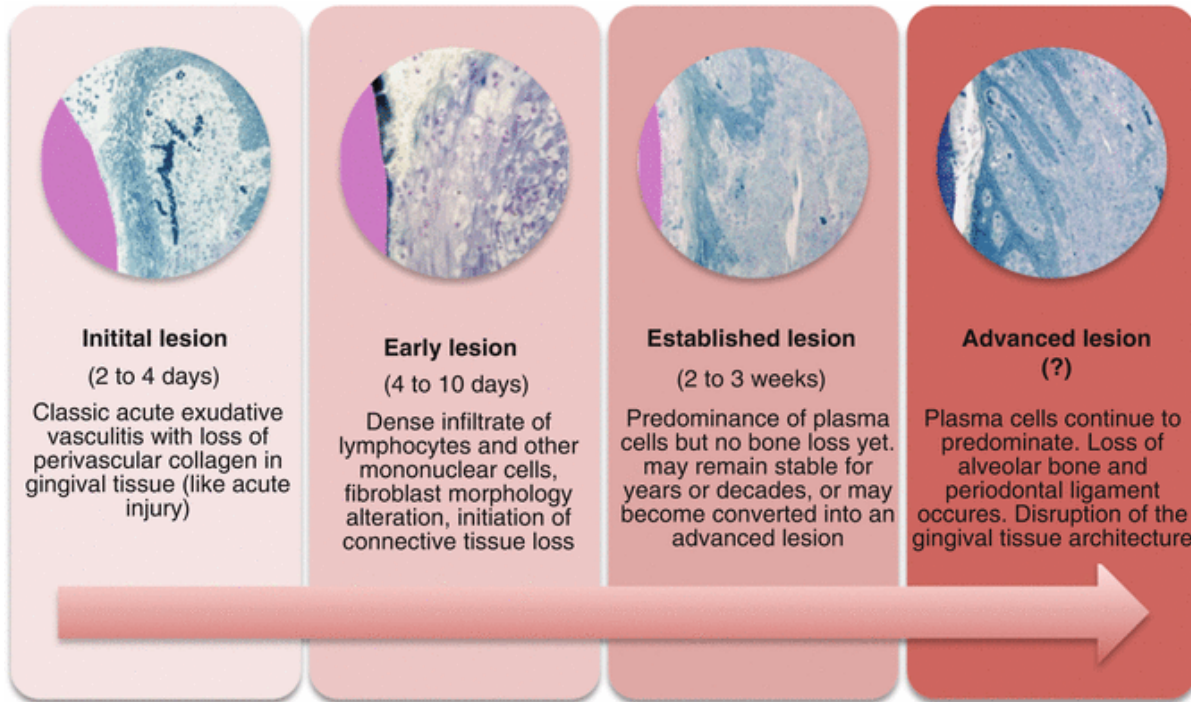 Initital lesion
(2 to 4 days)
Classic acute exudative
vasculitis with loss of
perivascular collagen in
gingival tissue (like acute
injury)
Early lesion
(4 to 10 days)
Dense infiltrate of
lymphocytes and other
mononuclear cells,
fibroblast morphology
alteration, initiation of
connective tissue loss
Established lesion
(2 to 3 weeks)
Predominance of plasma
cells but no bone loss yet.
may remain stable for
years or decades, or may
become converted into an
advanced lesion
Advanced lesion
(?)
Plasma cells continue to
predominate. Loss of
alveolar bone and
periodontal ligament
occures. Disruption of the
gingival tissue architecture